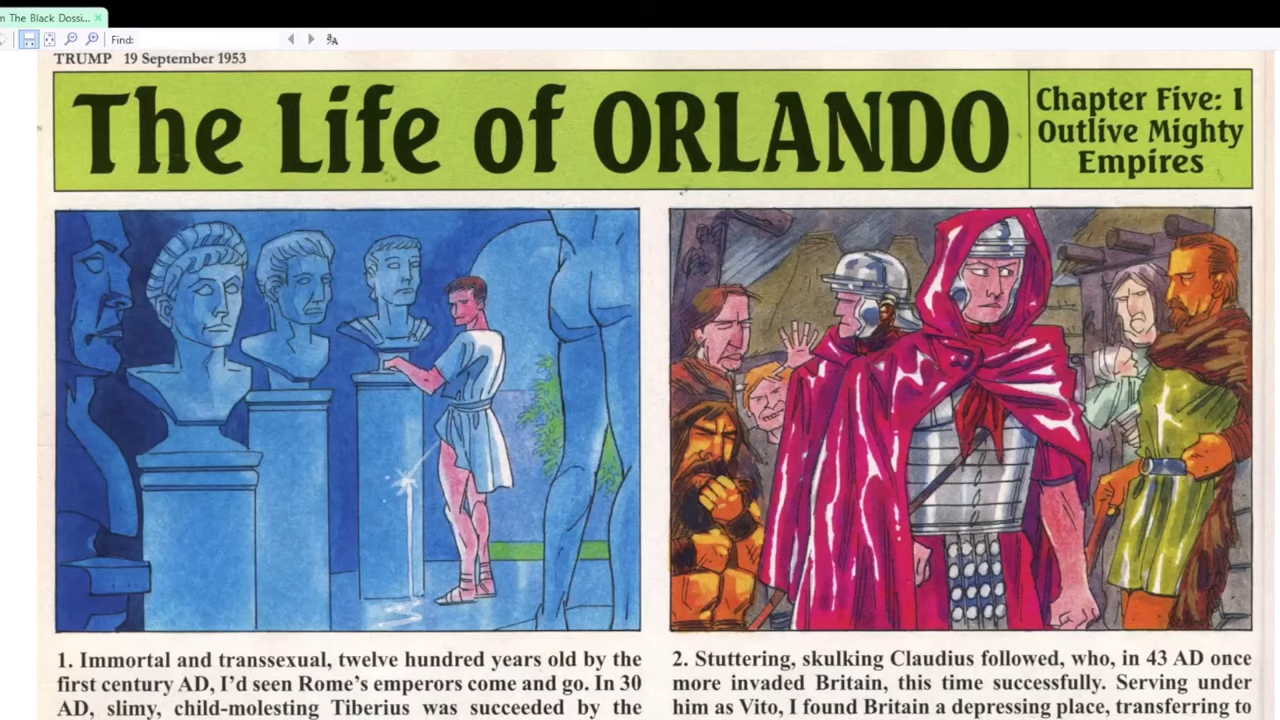 m The Black Dossi...
Find:
TRUMP 19 September 1953
The Life of ORLANDO
Chapter Five: I
Outlive Mighty
Empires
1. Immortal and transsexual, twelve hundred years old by the
first century AD, I'd seen Rome's emperors come and go. In 30
AD, slimy, child-molesting Tiberius was succeeded by the
2. Stuttering, skulking Claudius followed, who, in 43 AD once
more invaded Britain, this time successfully. Serving under
him as Vito, I found Britain a depressing place, transferring to